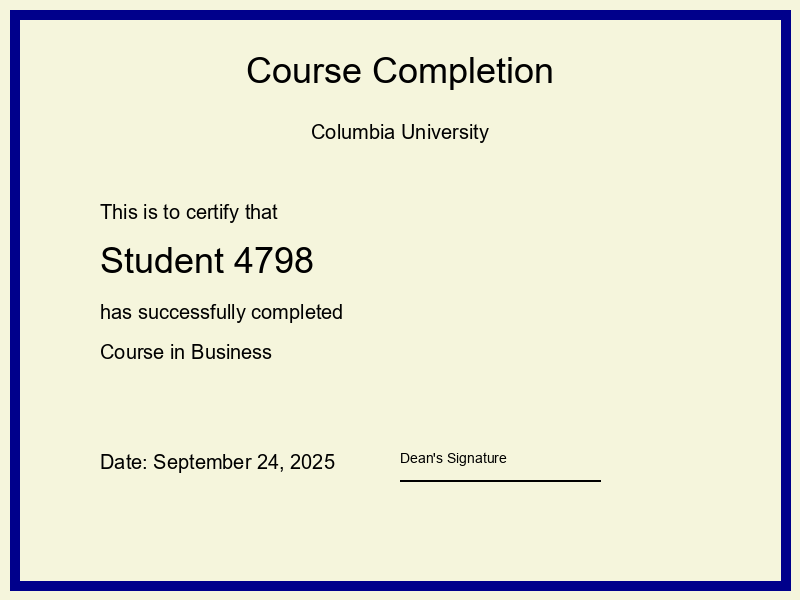 Course Completion
Columbia University
This is to certify that
Student 4798
has successfully completed
Course in Business
Date: September 24, 2025
Dean's Signature